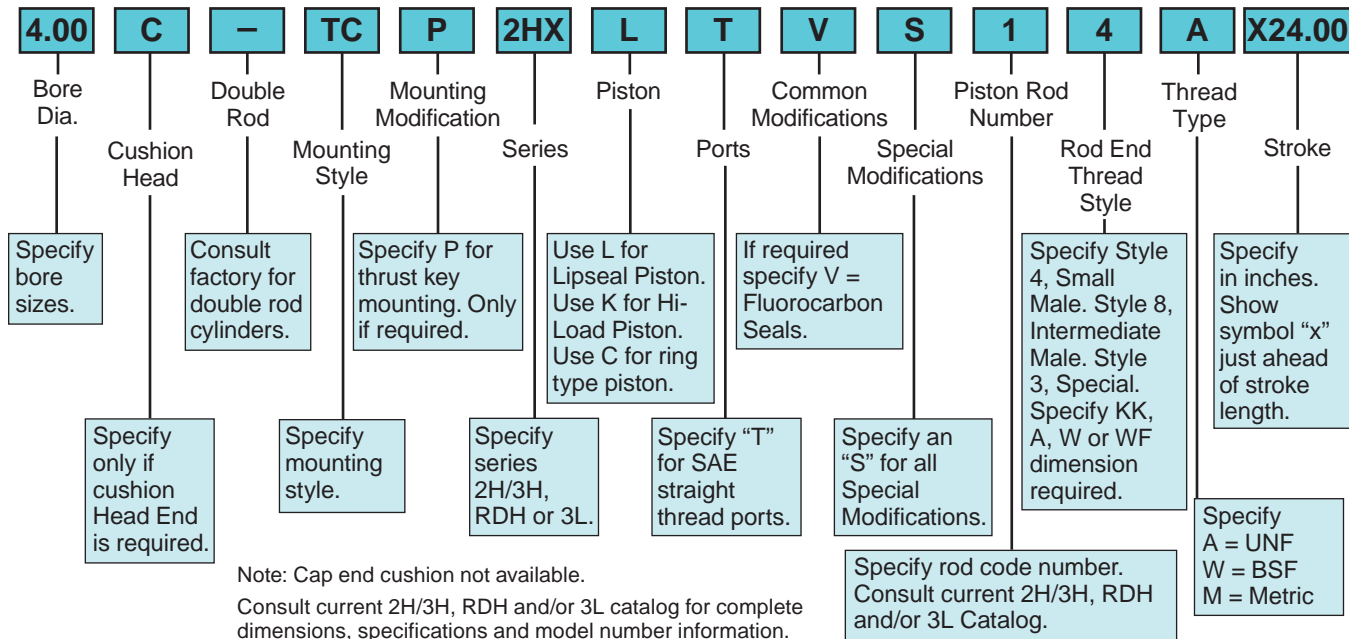 4.00 C – TC P 2HX L T V S 1 4 A X24.00
Bore
Dia.
Cushion
Head
Double
Rod
Mounting
Style
Mounting
Modification
Series
Piston
Ports
Common
Modifications
Special
Modifications
Piston Rod
Number
Rod End
Thread
Style
Thread
Type
Stroke
Specify
bore
sizes.
Consult
factory for
double rod
cylinders.
Specify P for
thrust key
mounting. Only
if required.
Use L for
Lipseal Piston.
Use K for Hi-
Load Piston.
Use C for ring
type piston.
If required
specify V =
Fluorocarbon
Seals.
Specify Style
4, Small
Male. Style 8,
Intermediate
Male. Style
3, Special.
Specify KK,
A, W or WF
dimension
required.
Specify
in inches.
Show
symbol “x”
just ahead
of stroke
length.
Specify
only if
cushion
Head End
is required.
Specify
mounting
style.
Specify
series
2H/3H,
RDH or 3L.
Specify “T”
for SAE
straight
thread ports.
Specify an
“S” for all
Special
Modifications.
Specify
A = UNF
W = BSF
M = Metric
Specify rod code number.
Consult current 2H/3H, RDH
and/or 3L Catalog.
Note: Cap end cushion not available.
Consult current 2H/3H, RDH and/or 3L catalog for complete
dimensions, specifications and model number information.